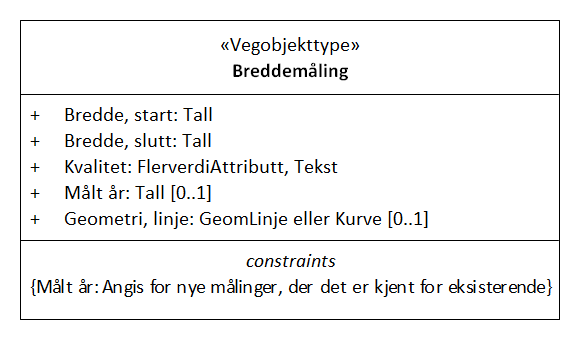 «Vegobjekttype»
Breddemåling
+ Bredde, start: Tall
+ Bredde, slutt: Tall
+ Kvalitet: FlerverdiAttributt, Tekst
+ Målt år: Tall [0..1]
+ Geometri, linje: GeomLinje eller Kurve [0..1]
constraints
{Målt år: Angis for nye målinger, der det er kjent for eksisterende}